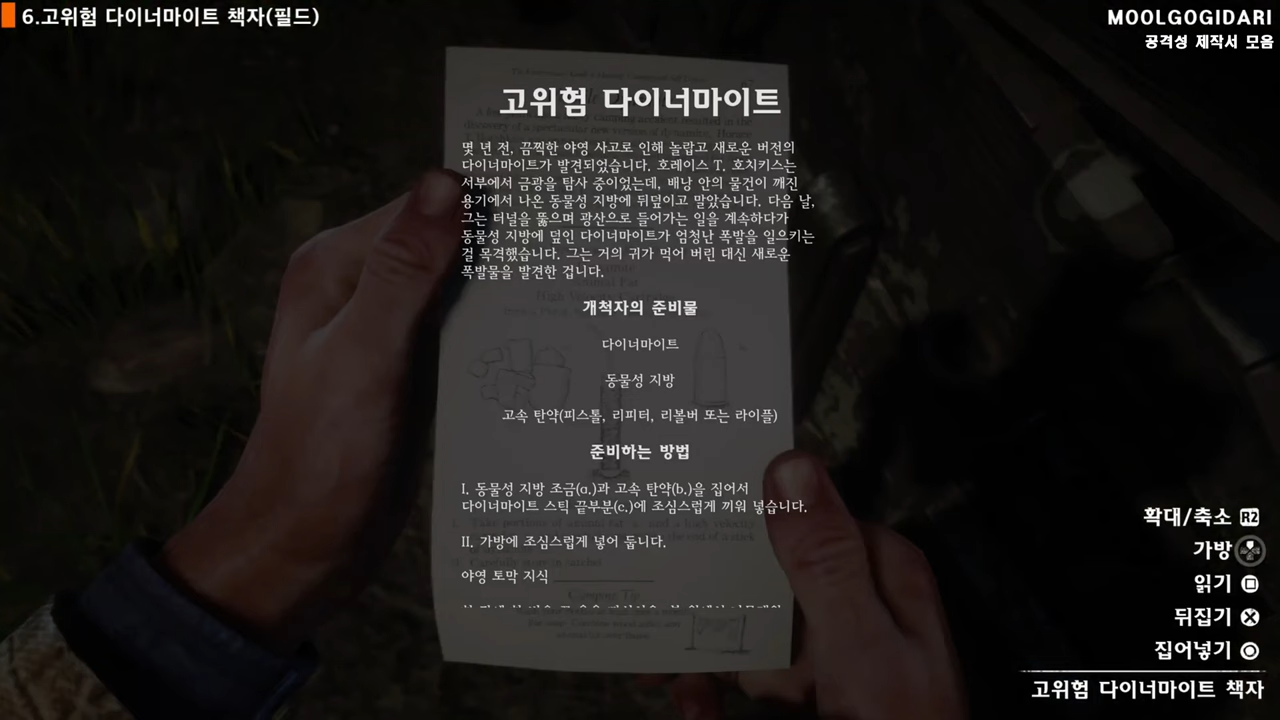 6.고위험 다이너마이트 책자(필드)
MOOLGOGIDARI
공격성 제작서 모음
고위험 다이너마이트
몇 년 전, 끔찍한 야영 사고로 인해 놀랍고 새로운 버전의
다이너마이트가 발견되었습니다. 호레이스 T. 호치키스는
서부에서 금광을 탐사 중이었는데, 배낭 안의 물건이 깨진
용기에서 나온 동물성 지방에 뒤덮이고 말았습니다. 다음 날,
그는 터널을 뚫으며 광산으로 들어가는 일을 계속하다가
동물성 지방에 덮인 다이너마이트가 엄청난 폭발을 일으키는
걸 목격했습니다. 그는 거의 귀가 먹어 버린 대신 새로운
폭발물을 발견한 겁니다.
개척자의 준비물
다이너마이트
동물성 지방
고속 탄약(피스톨, 리피터, 리볼버 또는 라이플)
준비하는 방법
I. 동물성 지방 조금(a.)과 고속 탄약(b.)을 집어서
다이너마이트 스틱 끝부분(c.)에 조심스럽게 끼워 넣습니다.
II. 가방에 조심스럽게 넣어 둡니다.
야영 토막 지식
확대/축소 R2
가방
읽기
뒤집기
집어넣기
고위험 다이너마이트 책자